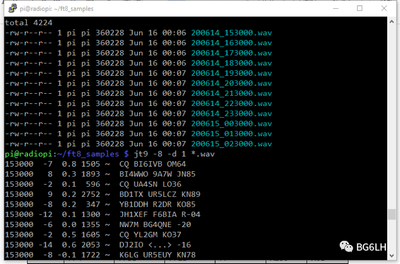 pi@radiopi: ~/ft8_samples
total 4224
-rw-r--r-- 1 pi pi 360228 Jun 16 00:06 200614_153000.wav
-rw-r--r-- 1 pi pi 360228 Jun 16 00:06 200614_163000.wav
-rw-r--r-- 1 pi pi 360228 Jun 16 00:06 200614_173000.wav
-rw-r--r-- 1 pi pi 360228 Jun 16 00:06 200614_183000.wav
-rw-r--r-- 1 pi pi 360228 Jun 16 00:07 200614_193000.wav
-rw-r--r-- 1 pi pi 360228 Jun 16 00:07 200614_203000.wav
-rw-r--r-- 1 pi pi 360228 Jun 16 00:07 200614_213000.wav
-rw-r--r-- 1 pi pi 360228 Jun 16 00:07 200614_223000.wav
-rw-r--r-- 1 pi pi 360228 Jun 16 00:07 200614_233000.wav
-rw-r--r-- 1 pi pi 360228 Jun 16 00:07 200615_003000.wav
-rw-r--r-- 1 pi pi 360228 Jun 16 00:07 200615_013000.wav
-rw-r--r-- 1 pi pi 360228 Jun 16 00:07 200615_023000.wav
pi@radiopi:~/ft8_samples $ jt9 -8 -d 1 *.wav
153000 -7 0.8 1505 ~ CQ BI6IVB OM64
153000 8 0.3 1893 ~ BI4WWO 9A7W JN85
153000 -2 0.1 596 ~ CQ UA4SN LO36
153000 9 0.2 2752 ~ BD1TX UR5LCZ KN89
153000 -8 0.2 347 ~ YB1DDH R2DR KO85
153000 -12 0.1 1300 ~ JH1XEF F6BIA R-04
153000 -6 0.0 1355 ~ NW7M BG4QNE -20
153000 -2 0.5 1605 ~ CQ YL2GM KO37
153000 -14 0.6 2053 ~ DJ2IO <...> -16
153000 -8 -0.1 1722 ~ K6LG UR5EUY KN78
BG6LH